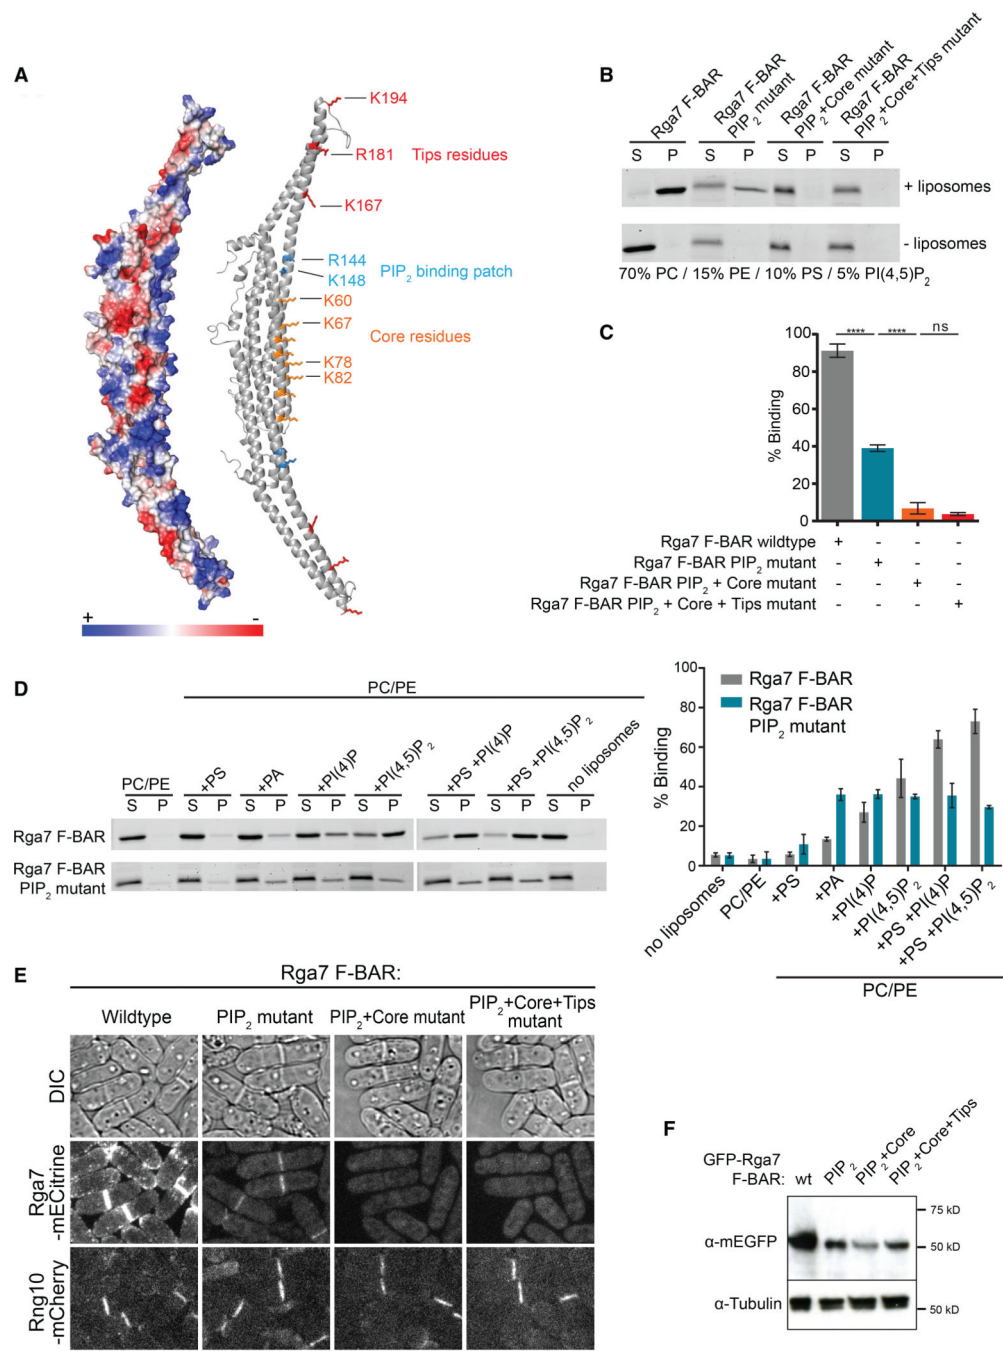 A
K194
R181 Tips residues
K167
R144
PIP2 binding patch
K148
K60
K67
Core residues
K78
K82
+ -
B
Rga7 F-BAR
Rga7 F-BAR
PIP2 mutant
Rga7 F-BAR
PIP2+Core mutant
Rga7 F-BAR
PIP2+Core+Tips mutant
S P S P S P S P
+ liposomes
- liposomes
70% PC / 15% PE / 10% PS / 5% PI(4,5)P2
C
**** **** ns
100
80
60
40
20
0
% Binding
Rga7 F-BAR wildtype + - - -
Rga7 F-BAR PIP2 mutant - + - -
Rga7 F-BAR PIP2 + Core mutant - - + -
Rga7 F-BAR PIP2 + Core + Tips mutant - - - +
D
PC/PE
PC/PE +PS +PA +PI(4)P +PI(4,5)P2 +PS +PI(4)P +PS +PI(4,5)P2 no liposomes
S P S P S P S P S P S P S P S P
Rga7 F-BAR
Rga7 F-BAR
PIP2 mutant
100
80
60
40
20
0
% Binding
Rga7 F-BAR
Rga7 F-BAR
PIP2 mutant
no liposomes PC/PE +PS +PA +PI(4)P +PI(4,5)P2 +PS +PI(4)P +PS +PI(4,5)P2
PC/PE
E
Rga7 F-BAR:
Wildtype PIP2 mutant PIP2+Core mutant PIP2+Core+Tips
mutant
DIC
Rga7
-mECitrine
Rng10
-mCherry
F
GFP-Rga7
F-BAR: wt PIP2 PIP2+Core PIP2+Core+Tips
75 kD
α-mEGFP 50 kD
α-Tubulin
50 kD